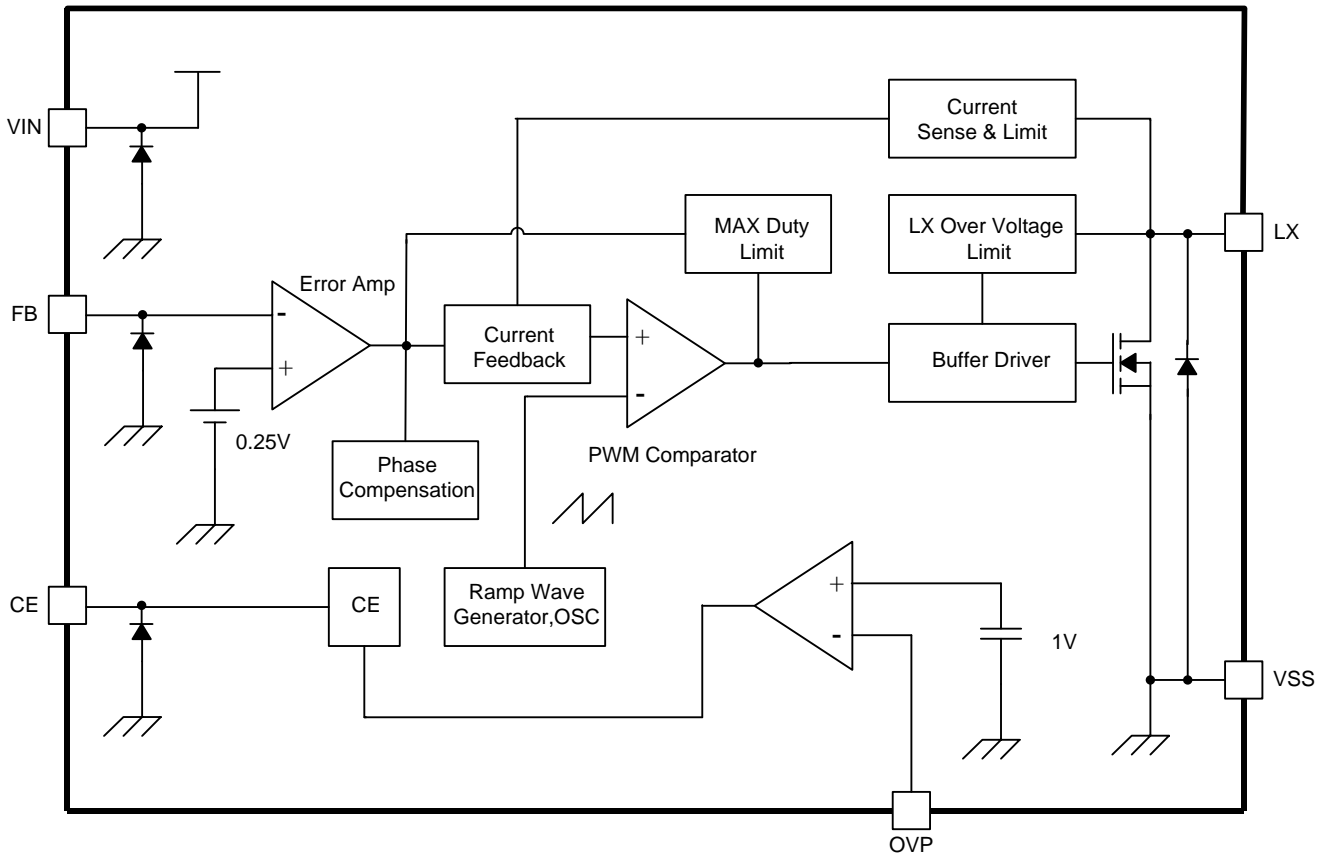 VIN
Current
Sense & Limit
MAX Duty
Limit
LX Over Voltage
Limit
LX
Error Amp
FB
-
+
0.25V
Current
Feedback
+
-
PWM Comparator
Buffer Driver
Phase
Compensation
CE
CE
Ramp Wave
Generator,OSC
+
-
1V
VSS
OVP